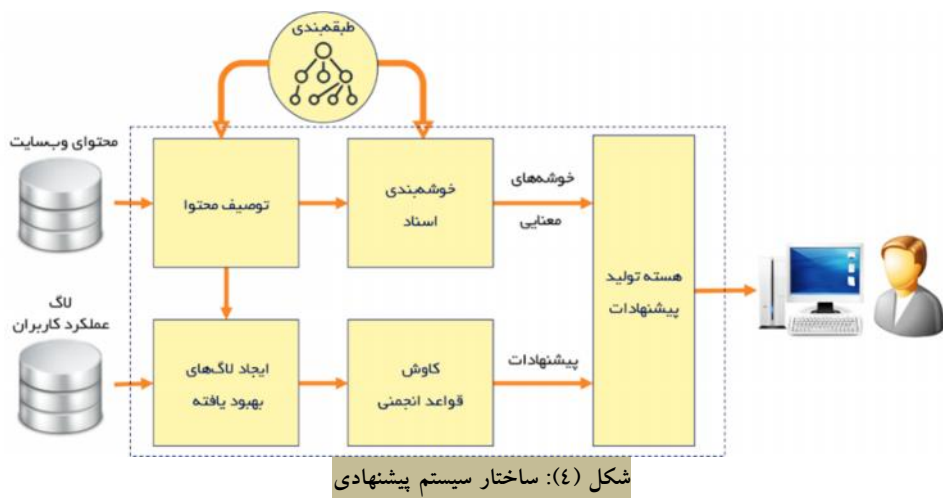 طبقه‌بندی
محتوای وب‌سایت
توصیف محتوا
خوشه‌بندی
اسناد
خوشه‌های
معنایی
هسته تولید
پیشنهادات
لاگ
عملکرد کاربران
ایجاد لاگ‌های
بهبود یافته
کاوش
قواعد انجمنی
پیشنهادات
شکل (٤): ساختار سیستم پیشنهادی